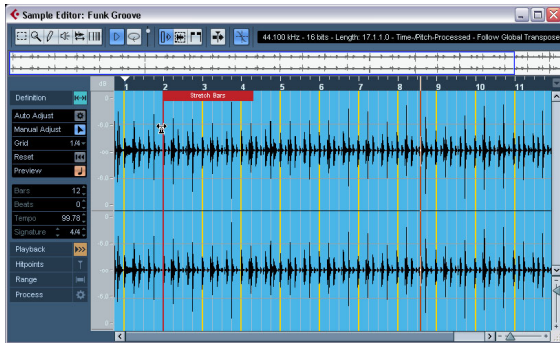 Sample Editor: Funk Groove
44.100 kHz - 16 bits - Length: 17.1.1.0 - Time-/Pitch-Processed - Follow Global Transpose
dB 1 2 3 4 5 6 7 8 9 10 11
Stretch Bars
Definition
Auto Adjust
Manual Adjust
Grid 1/4
Reset
Preview
Bars 12
Beats 0
Tempo 99.78
Signature 4/4
Playback
Hitpoints
Range
Process